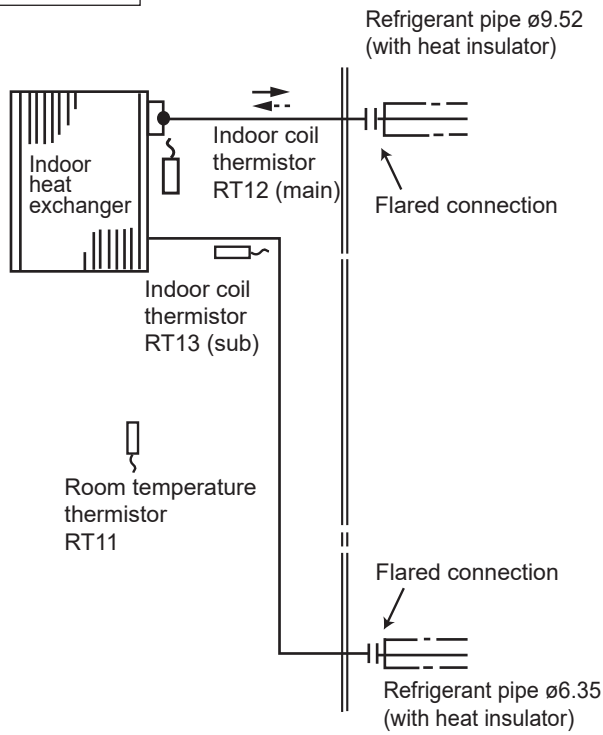 Refrigerant pipe ø9.52
(with heat insulator)
Indoor
heat
exchanger
Indoor coil
thermistor
RT12 (main)
Flared connection
Indoor coil
thermistor
RT13 (sub)
Room temperature
thermistor
RT11
Flared connection
Refrigerant pipe ø6.35
(with heat insulator)